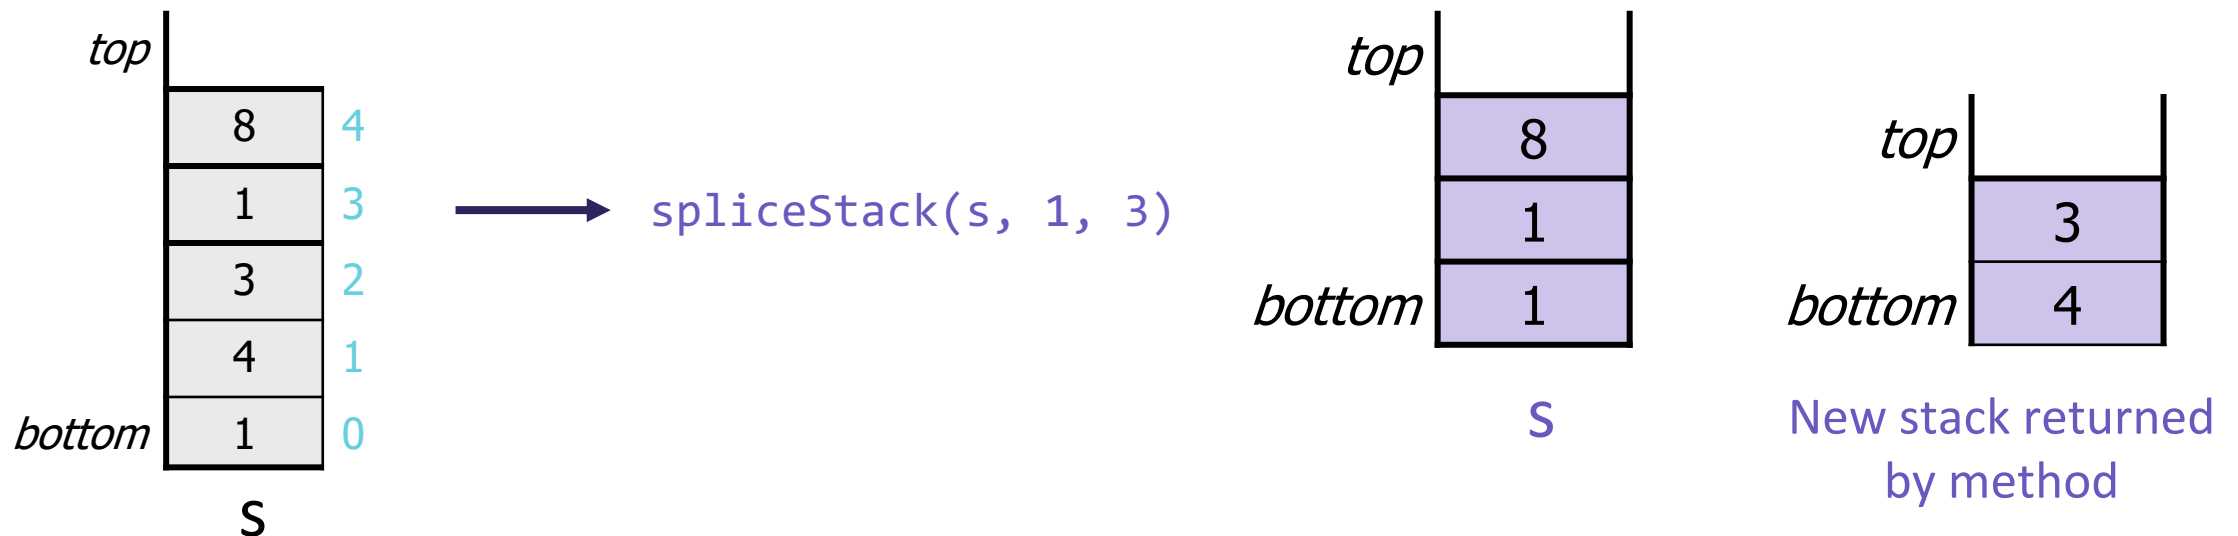 top
8 4
1 3
3 2
4 1
bottom 1 0
s
spliceStack(s, 1, 3)
top
8
1
bottom 1
s
top
3
bottom 4
New stack returned
by method